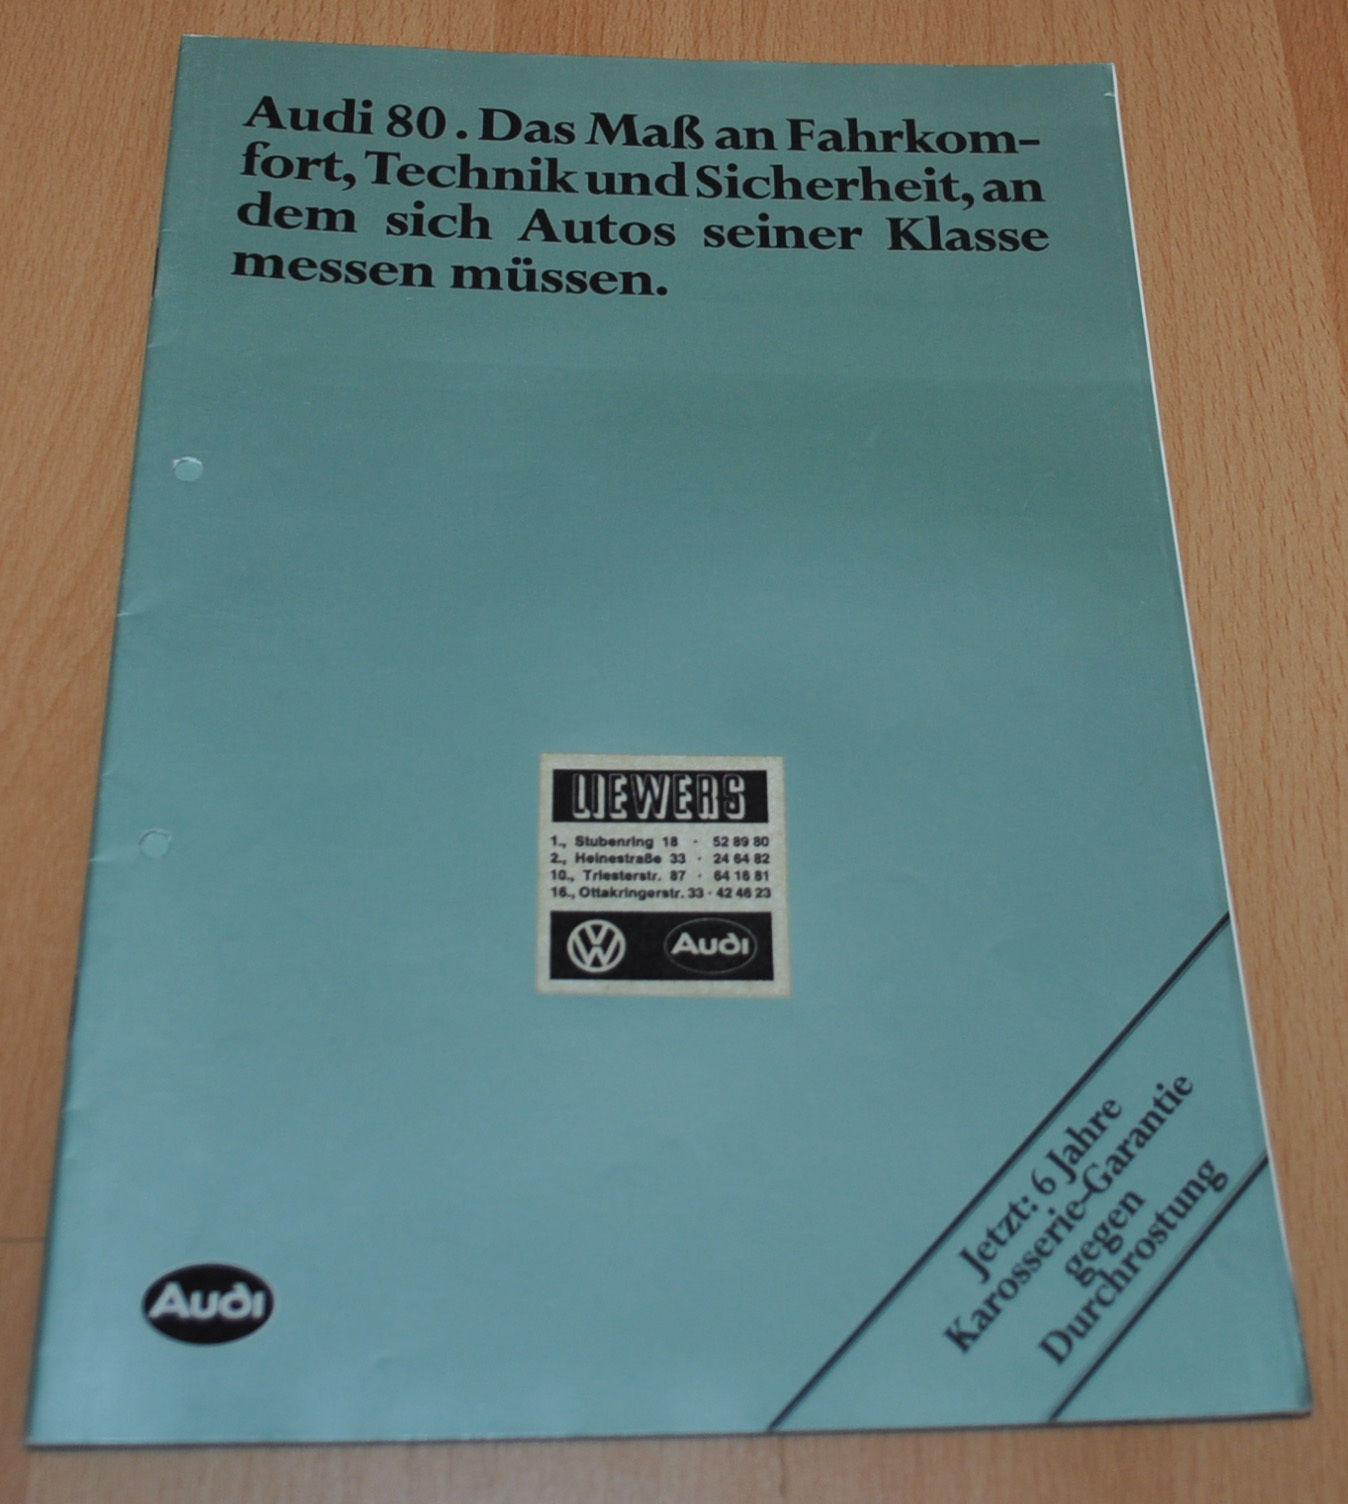 Audi 80. Das Maß an Fahrkom-
fort, Technik und Sicherheit, an
dem sich Autos seiner Klasse
messen müssen.
LIEWERS
1., Stubenring 18 · 52 89 80
2., Heinestraße 33 · 24 64 82
10., Triesterstr. 87 · 64 16 81
16., Ottakringerstr. 33 · 42 46 23
VW Audi
Jetzt: 6 Jahre
Karosserie-Garantie
gegen
Durchrostung
Audi